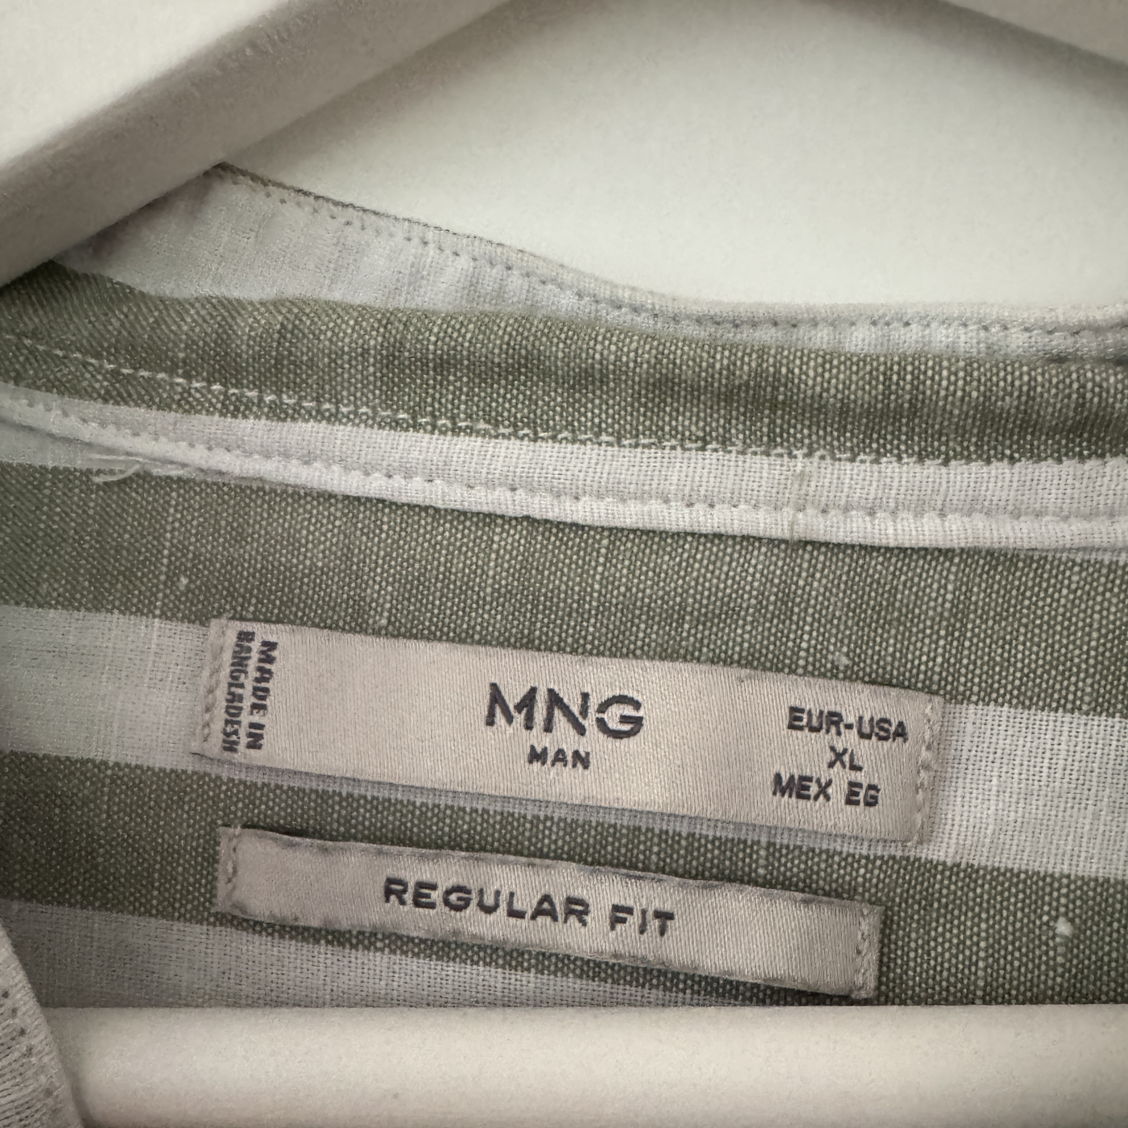 MADE IN
BANGLADESH
MNG
MAN
EUR-USA
XL
MEX EG
REGULAR FIT